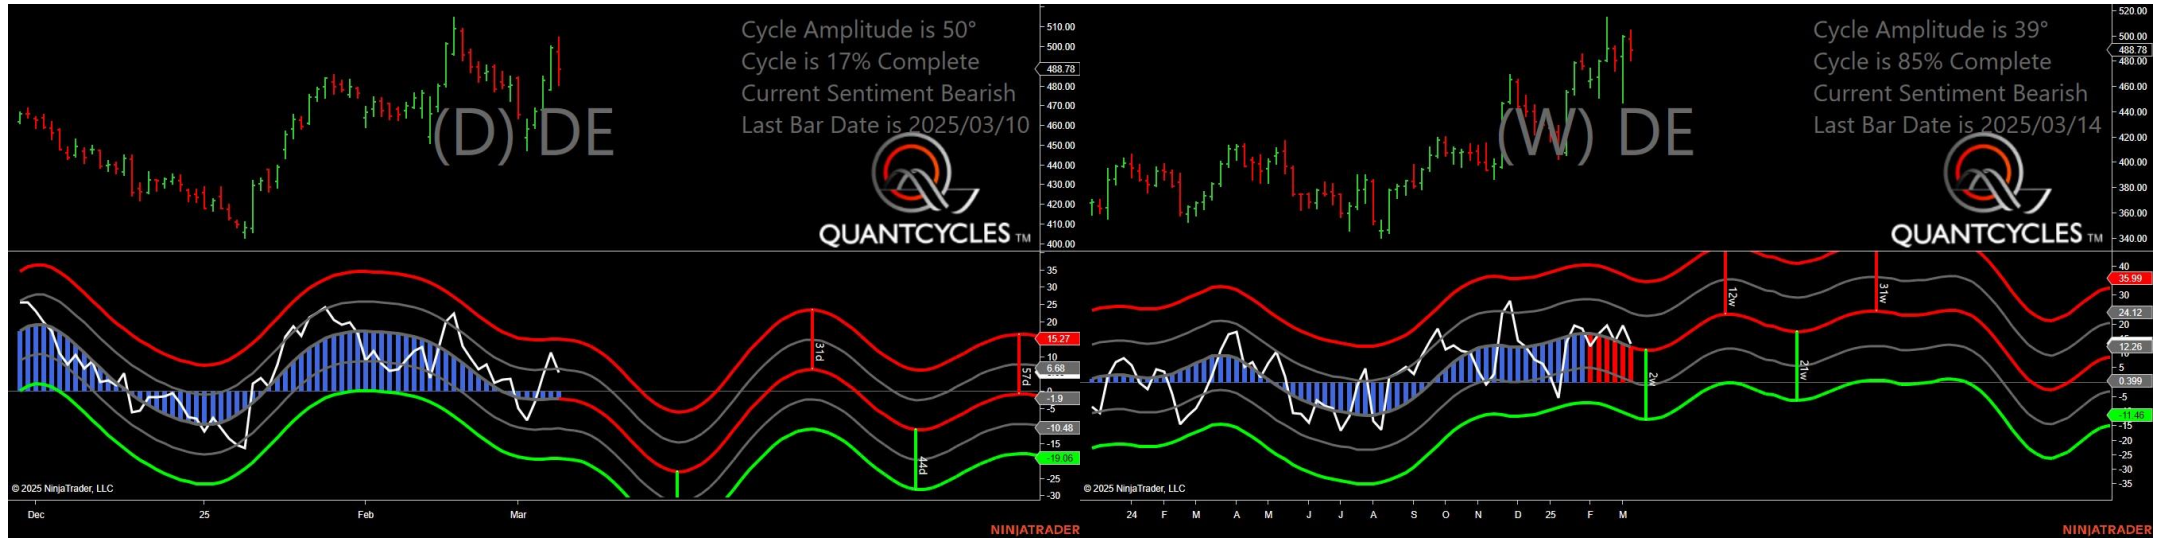 Cycle Amplitude is 50°
Cycle is 17% Complete
Current Sentiment Bearish
Last Bar Date is 2025/03/10
(D) DE
QUANTCYCLES TM
510.00
500.00
488.78
480.00
470.00
460.00
450.00
440.00
430.00
420.00
410.00
400.00
35
30
25
20
15.27
10
6.68
0
-1.9
-5
-10.48
-15
-19.06
-25
-30
31d
44d
57d
© 2025 NinjaTrader, LLC
Dec
25
Feb
Mar
NINJATRADER
Cycle Amplitude is 39°
Cycle is 85% Complete
Current Sentiment Bearish
Last Bar Date is 2025/03/14
(W) DE
QUANTCYCLES TM
520.00
500.00
488.78
480.00
460.00
440.00
420.00
400.00
380.00
360.00
340.00
40
35.99
30
24.12
20
12.26
5
0.399
-5
-11.46
-15
-20
-25
-30
-35
2w
12w
21w
31w
© 2025 NinjaTrader, LLC
24
F
M
A
M
J
J
A
S
O
N
D
25
F
M
NINJATRADER